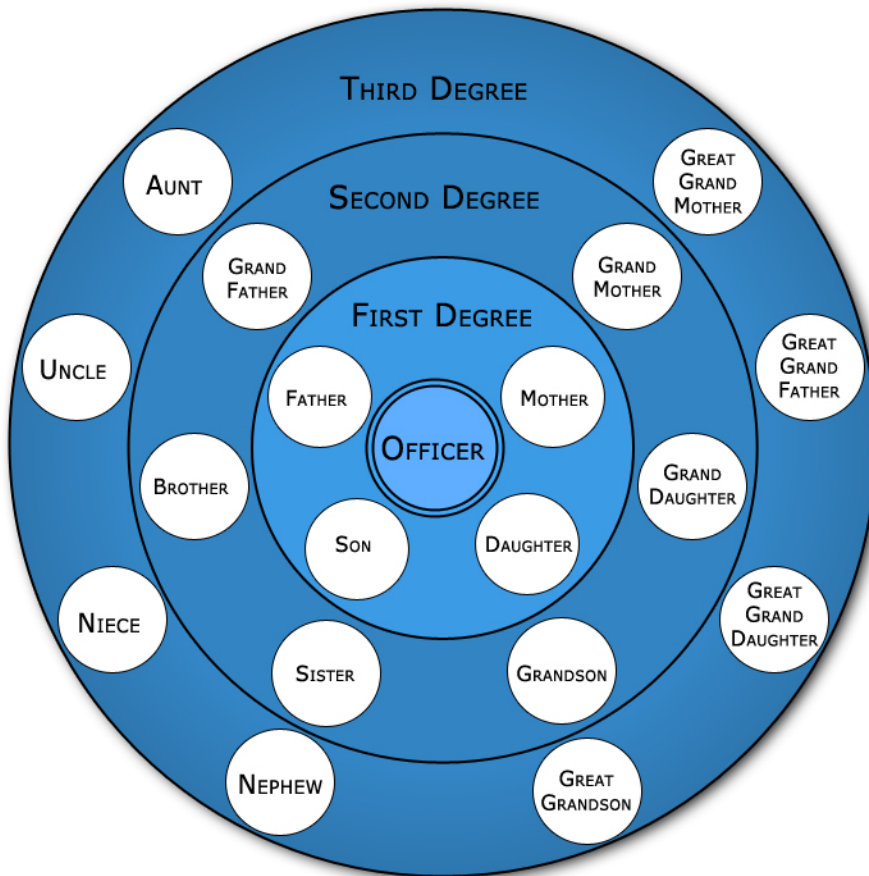 Third Degree
Aunt
Great
Grand
Mother
Second Degree
Grand
Father
Grand
Mother
First Degree
Uncle
Great
Grand
Father
Father
Mother
Officer
Brother
Grand
Daughter
Son
Daughter
Niece
Great
Grand
Daughter
Sister
Grandson
Nephew
Great
Grandson